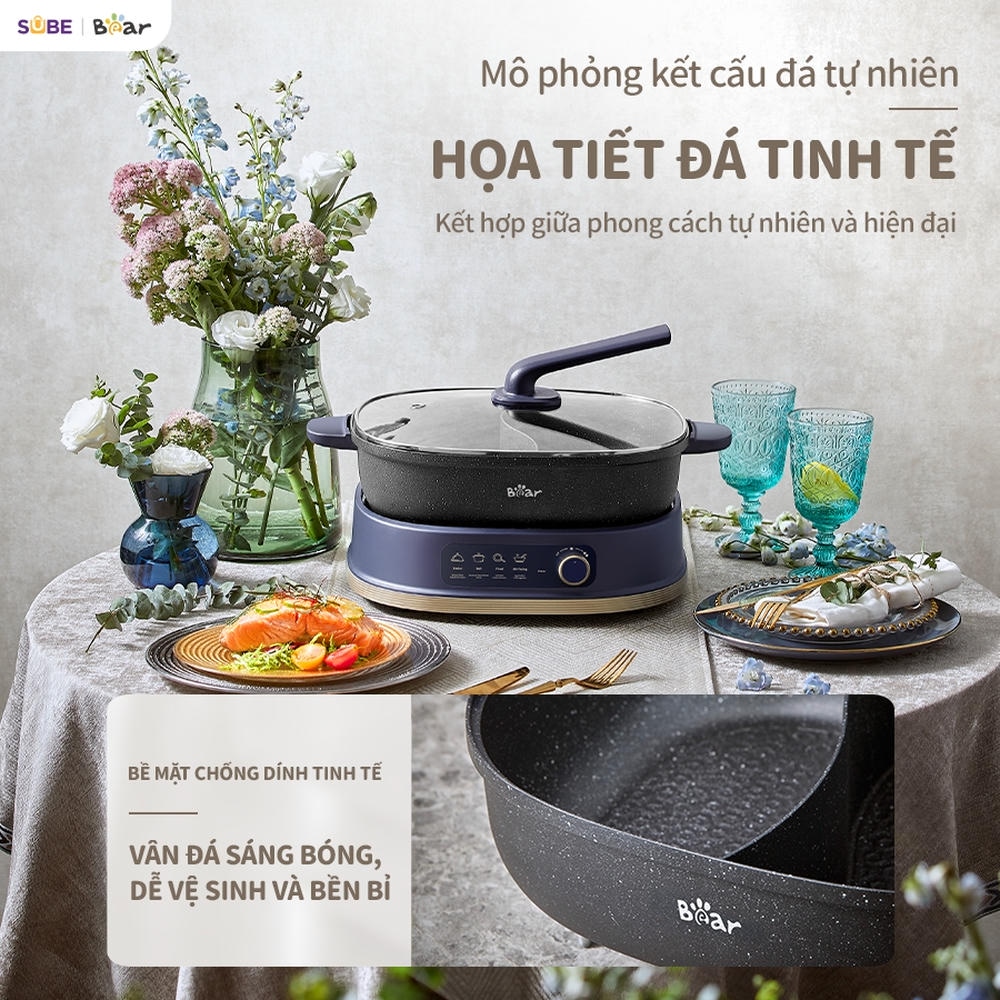 SUBE | Bear
Mô phỏng kết cấu đá tự nhiên
HỌA TIẾT ĐÁ TINH TẾ
Kết hợp giữa phong cách tự nhiên và hiện đại
Bear
BỀ MẶT CHỐNG DÍNH TINH TẾ
VÂN ĐÁ SÁNG BÓNG,
DỄ VỆ SINH VÀ BỀN BỈ
Bear